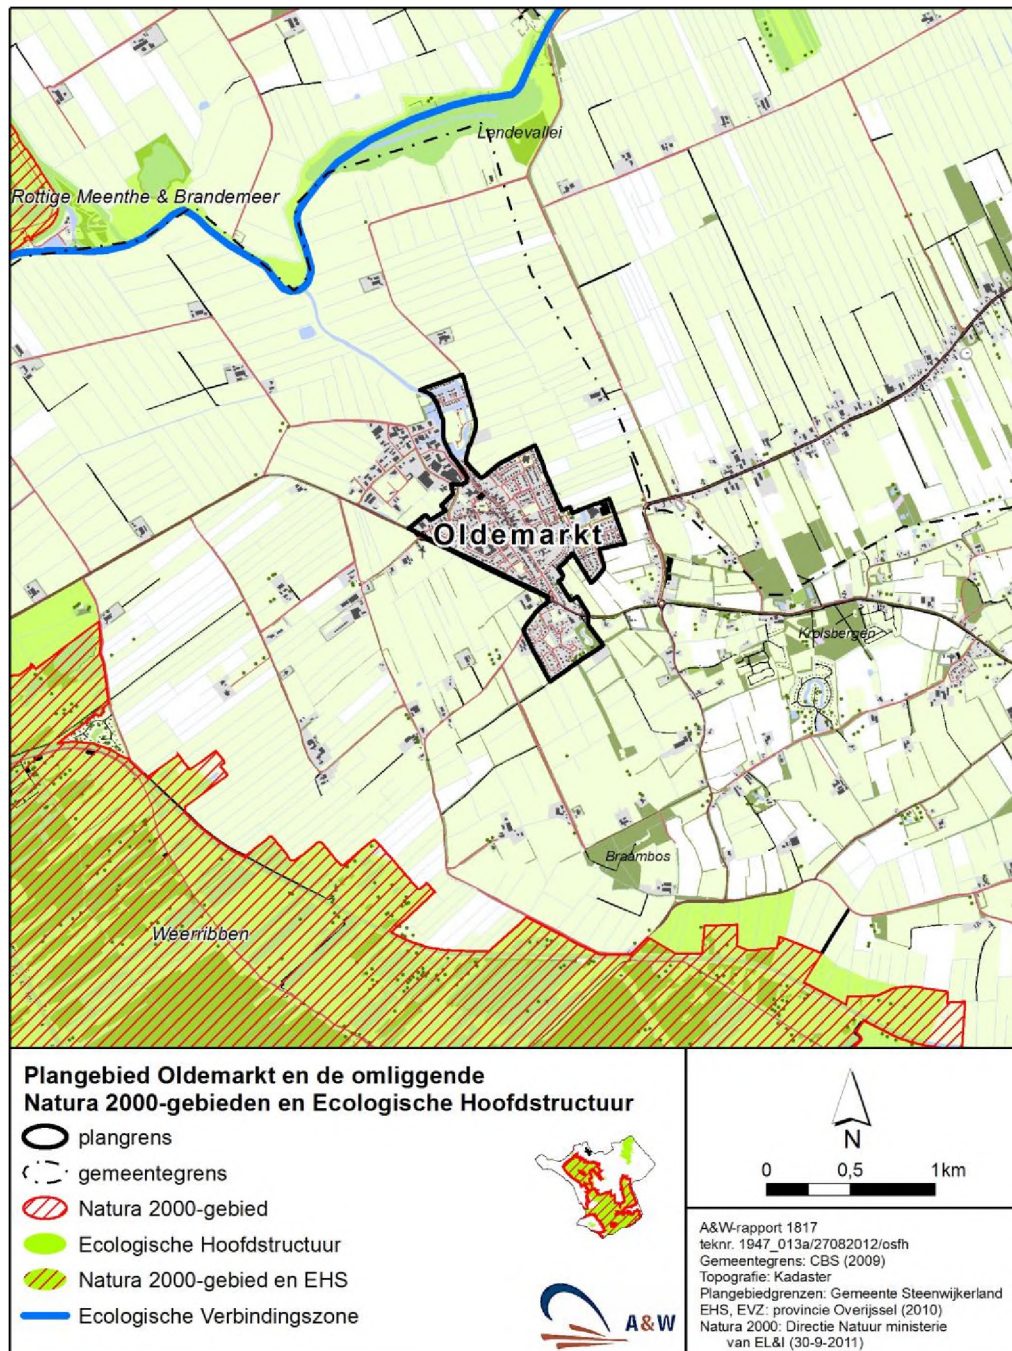 Lendevallei
Rottige Meenthe & Brandemeer
Oldemarkt
Krolsbergen
Braambos
Weerribben
Plangebied Oldemarkt en de omliggende
Natura 2000-gebieden en Ecologische Hoofdstructuur
plangrens
gemeentegrens
Natura 2000-gebied
Ecologische Hoofdstructuur
Natura 2000-gebied en EHS
Ecologische Verbindingszone
A&W
N
0 0,5 1km
A&W-rapport 1817
teknr. 1947_013a/27082012/osfh
Gemeentegrens: CBS (2009)
Topografie: Kadaster
Plangebiedgrenzen: Gemeente Steenwijkerland
EHS, EVZ: provincie Overijssel (2010)
Natura 2000: Directie Natuur ministerie
van EL&I (30-9-2011)